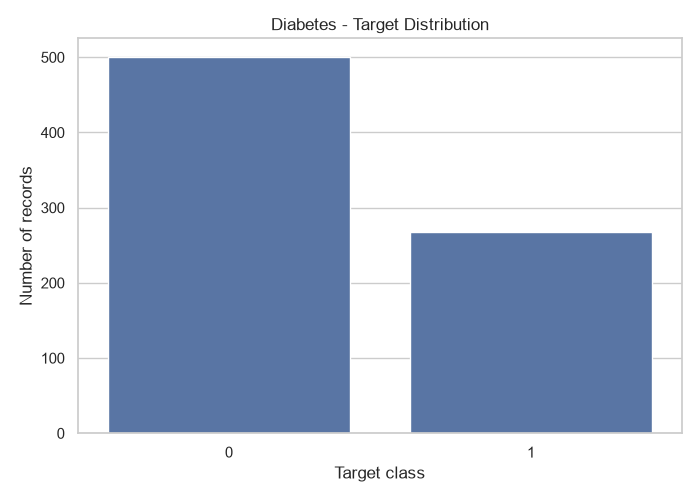 Diabetes - Target Distribution
Number of records
500
400
300
200
100
0
0 1
Target class